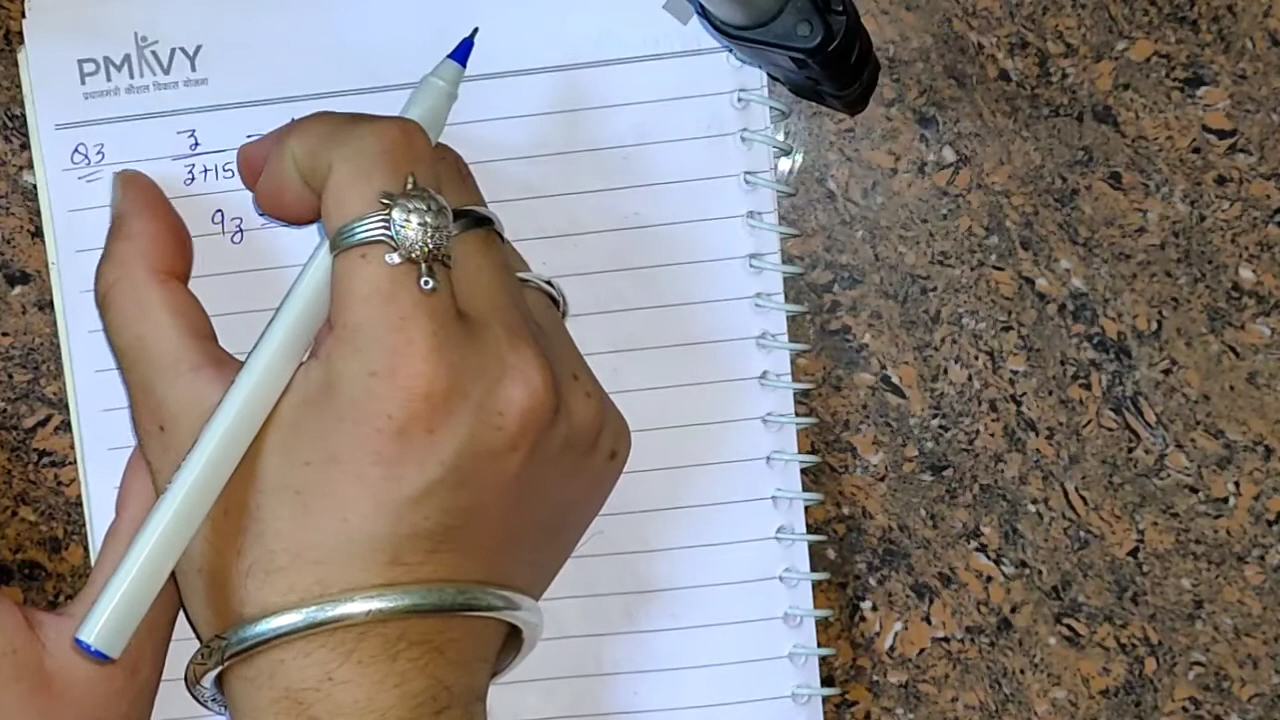 PMKVY
प्रधानमंत्री कौशल विकास योजना
Q3
3
3+15
93 =